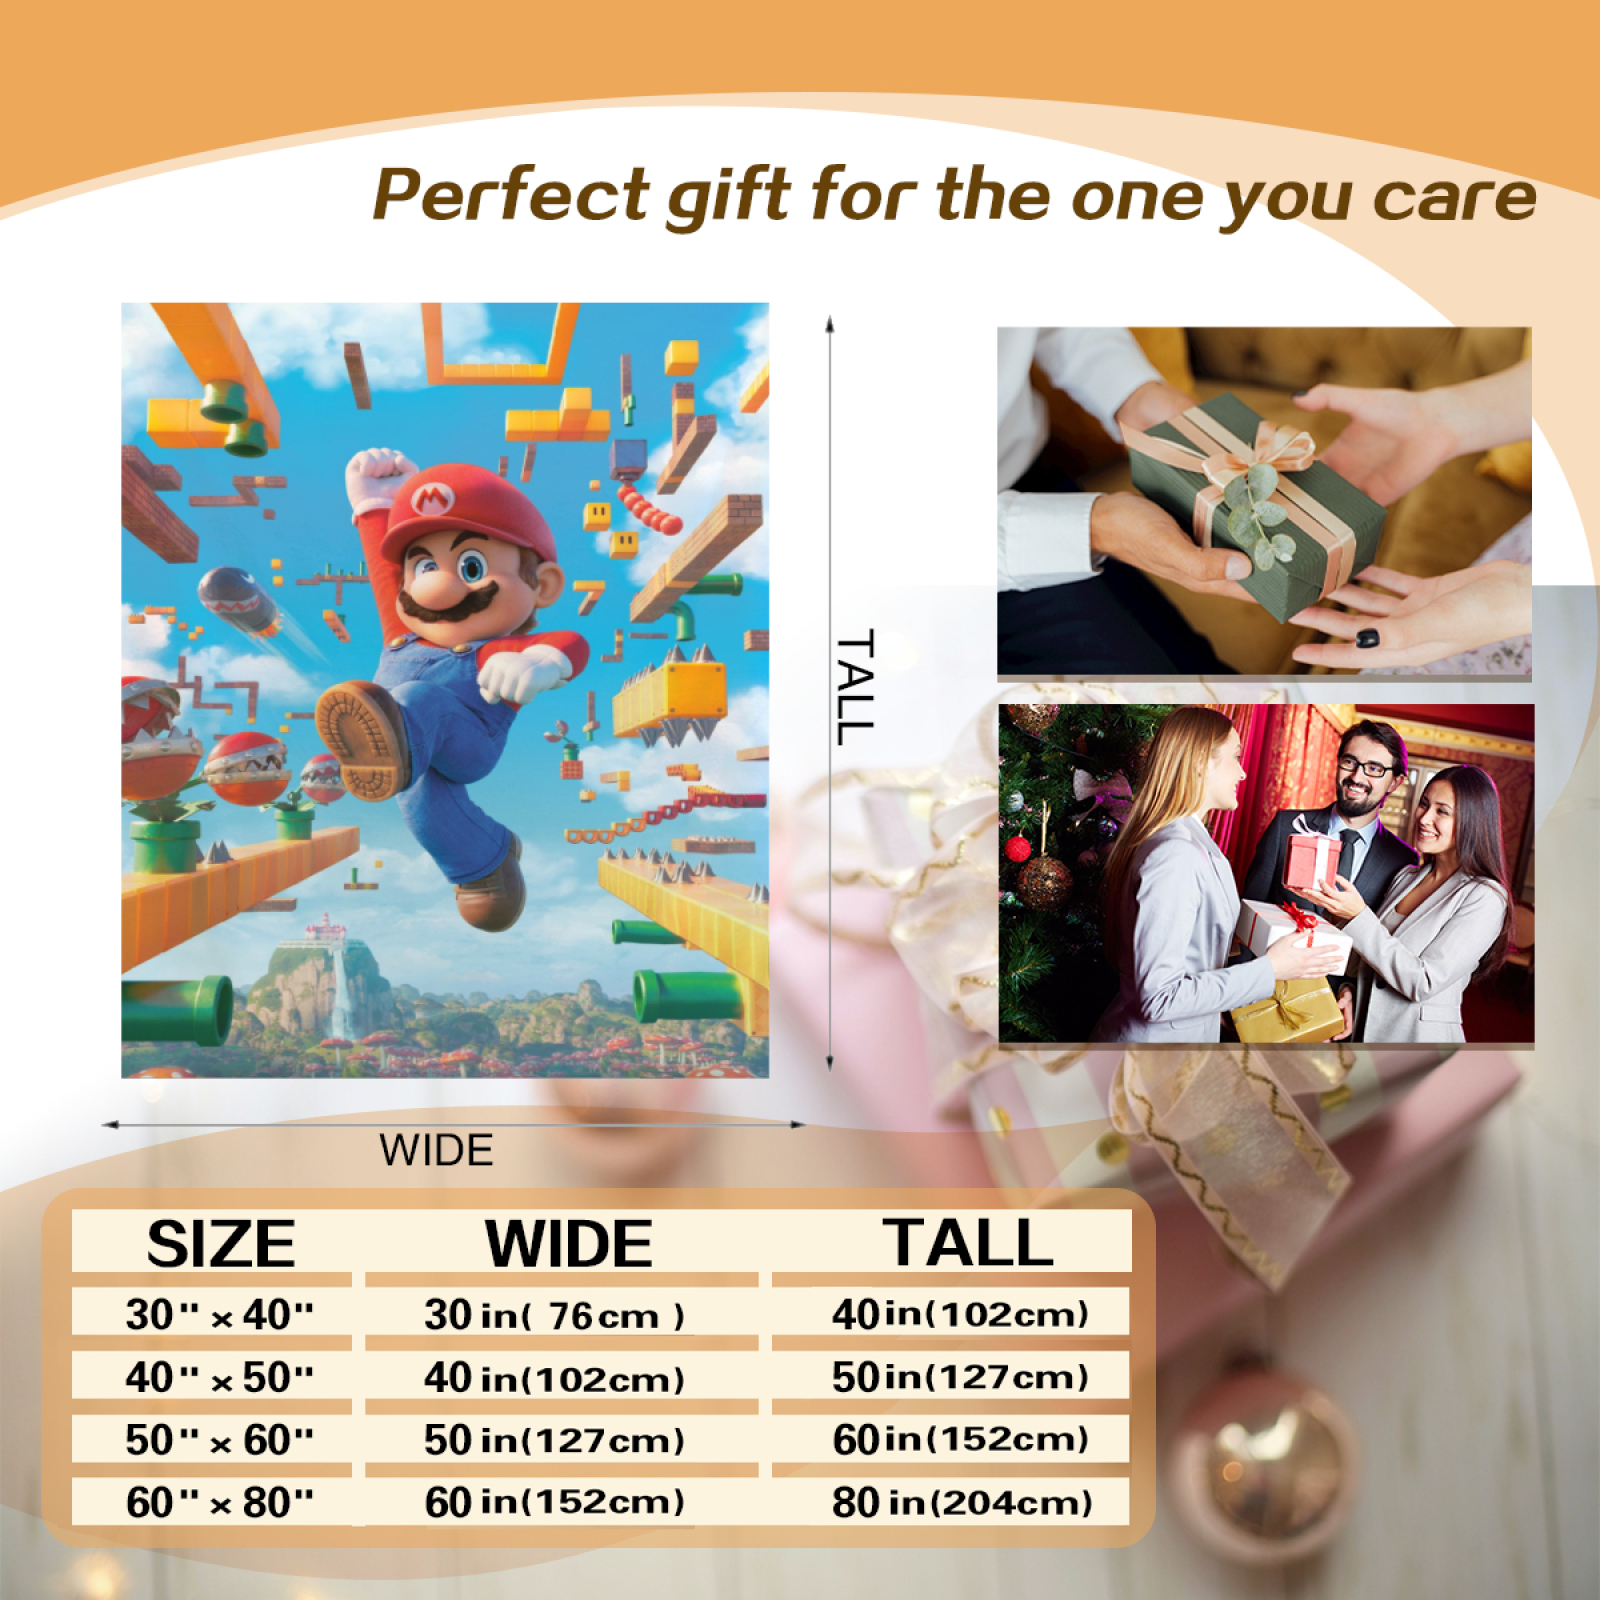 Perfect gift for the one you care
M
TALL
WIDE
SIZE WIDE TALL
30" × 40" 30 in( 76cm ) 40in(102cm)
40" × 50" 40 in(102cm) 50in(127cm)
50" × 60" 50 in(127cm) 60in(152cm)
60" × 80" 60 in(152cm) 80 in(204cm)